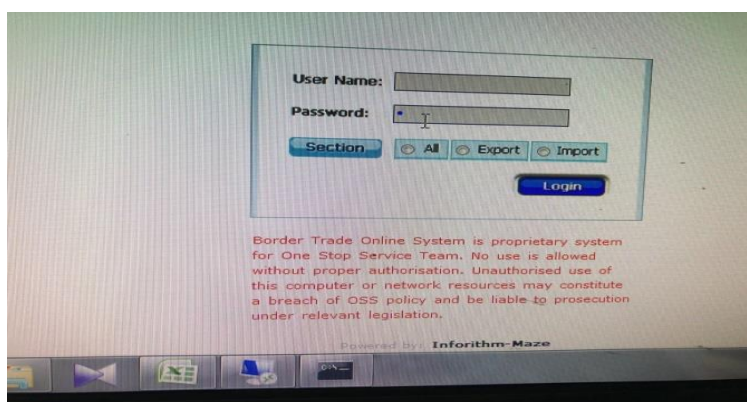 User Name:
Password:
Section All Export Import
Login
Border Trade Online System is proprietary system
for One Stop Service Team. No use is allowed
without proper authorisation. Unauthorised use of
this computer or network resources may constitute
a breach of OSS policy and be liable to prosecution
under relevant legislation.
Powered by: Inforithm-Maze